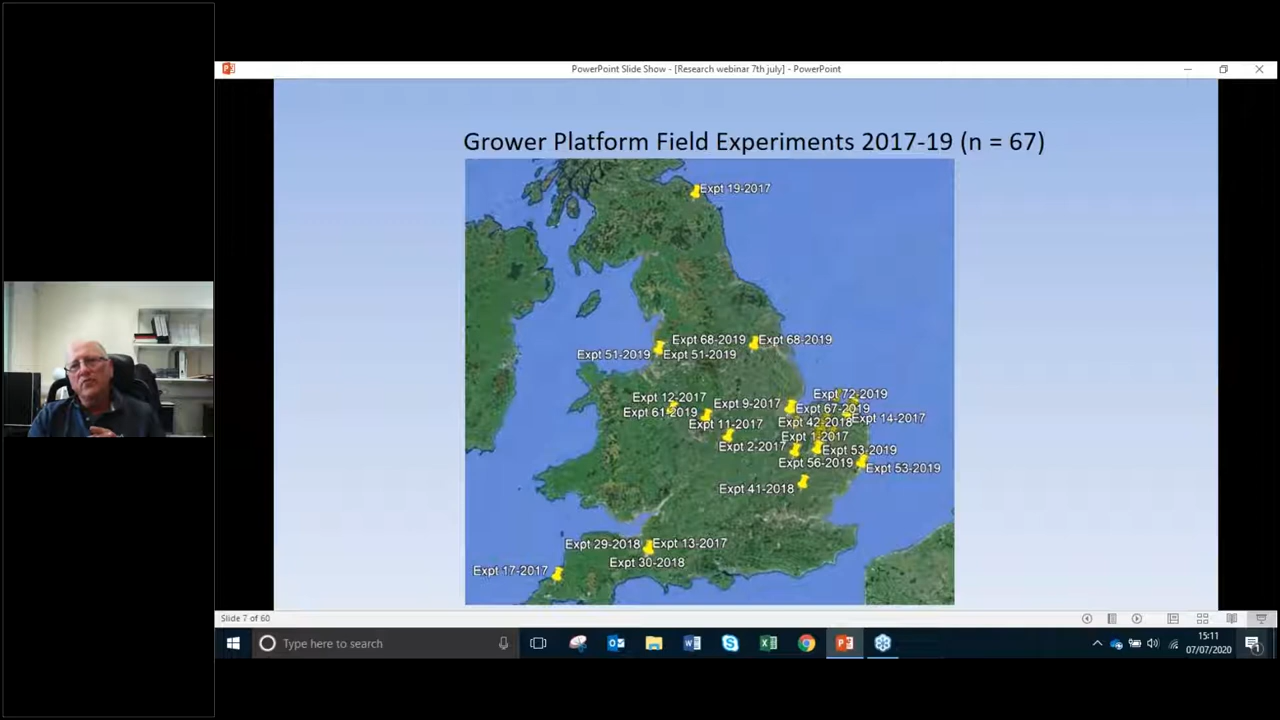 PowerPoint Slide Show - [Research webinar 7th july] - PowerPoint
Grower Platform Field Experiments 2017-19 (n = 67)
Expt 19-2017
Expt 68-2019 Expt 68-2019
Expt 51-2019 Expt 51-2019
Expt 12-2017 Expt 72-2019
Expt 61-2019 Expt 9-2017 Expt 67-2019
Expt 11-2017 Expt 42-2018 Expt 14-2017
Expt 2-2017 Expt 1-2017
Expt 53-2019
Expt 56-2019 Expt 53-2019
Expt 41-2018
Expt 29-2018 Expt 13-2017
Expt 30-2018
Expt 17-2017
Slide 7 of 60
Type here to search
15:11
07/07/2020
1